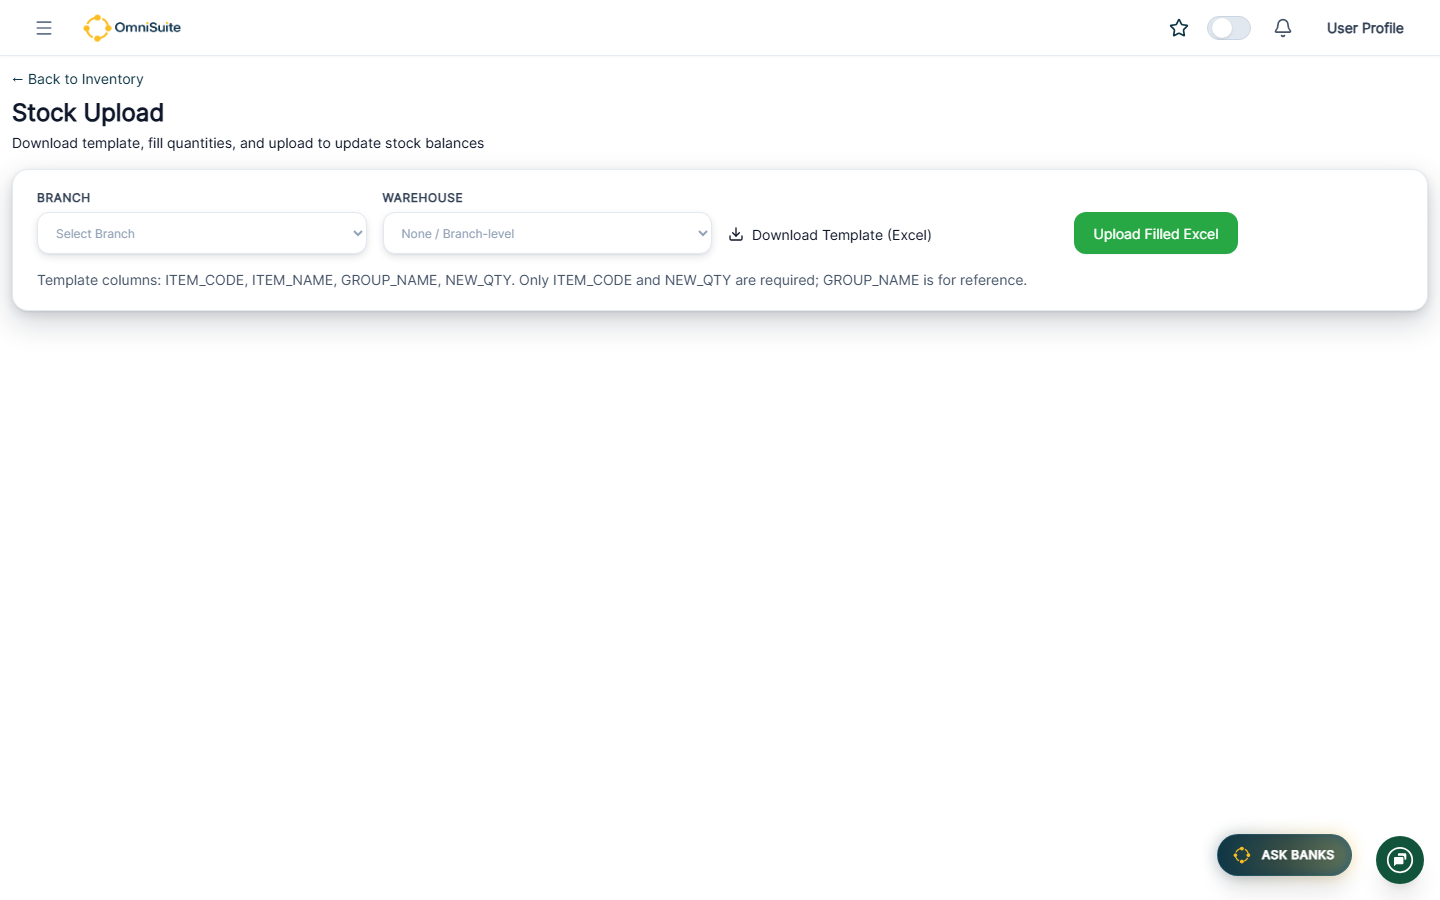 OmniSuite
User Profile
← Back to Inventory
Stock Upload
Download template, fill quantities, and upload to update stock balances
BRANCH
WAREHOUSE
Select Branch
None / Branch-level
Download Template (Excel)
Upload Filled Excel
Template columns: ITEM_CODE, ITEM_NAME, GROUP_NAME, NEW_QTY. Only ITEM_CODE and NEW_QTY are required; GROUP_NAME is for reference.
ASK BANKS